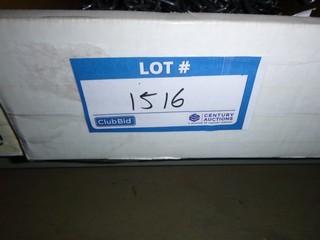 LOT #
1516
ClubBid
CENTURY
AUCTIONS